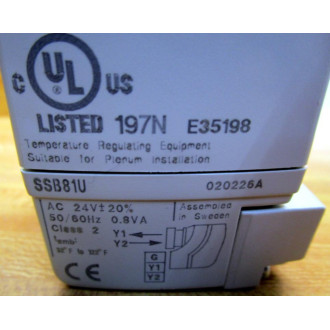 C UL US
LISTED 197N E35198
Temperature Regulating Equipment
Suitable for Plenum Installation
SSB81U 020226A
AC 24V±20%
50/60Hz 0.8VA
Class 2
Assembled
in Sweden
Y1
Y2
G
Y1
Y2
CE